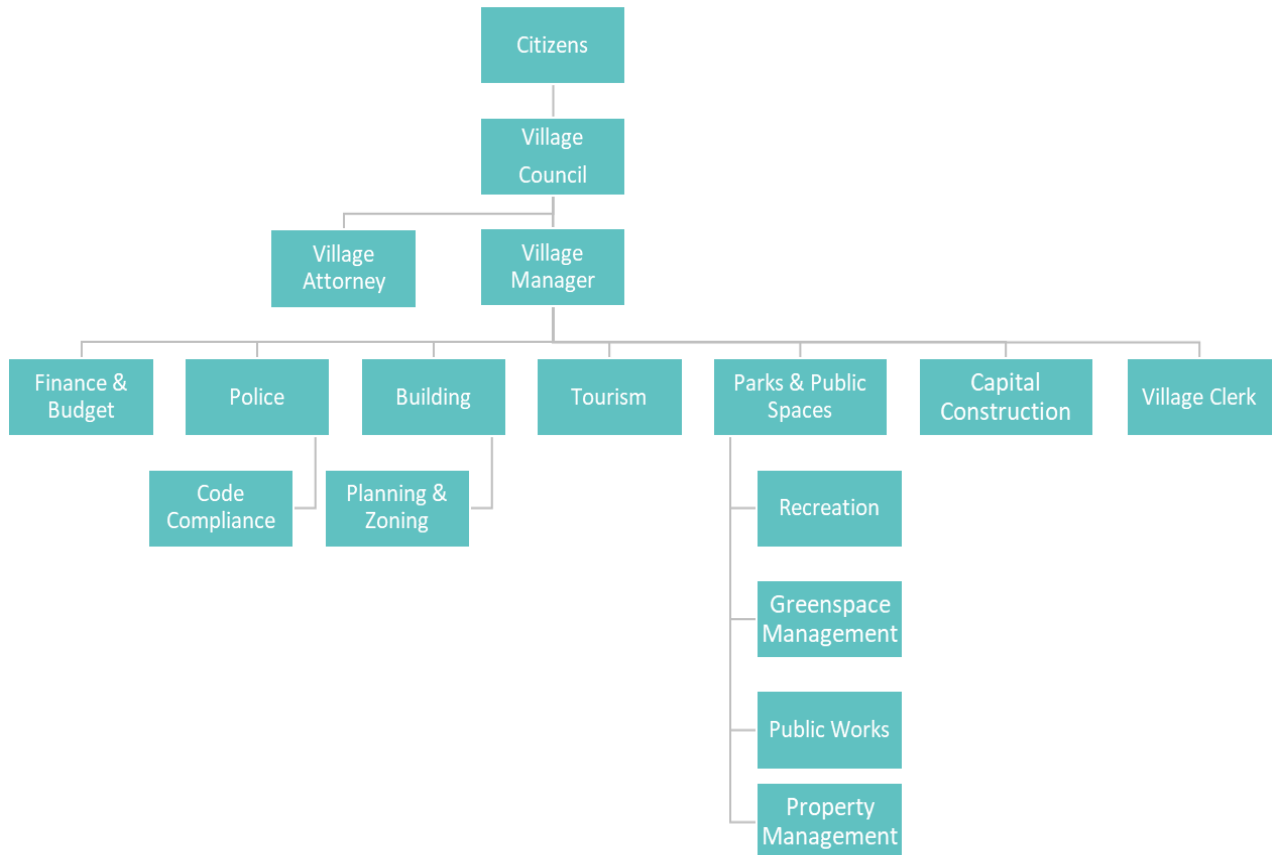 Citizens
Village
Council
Village
Attorney
Village
Manager
Finance &
Budget
Police
Building
Tourism
Parks & Public
Spaces
Capital
Construction
Village Clerk
Code
Compliance
Planning &
Zoning
Recreation
Greenspace
Management
Public Works
Property
Management